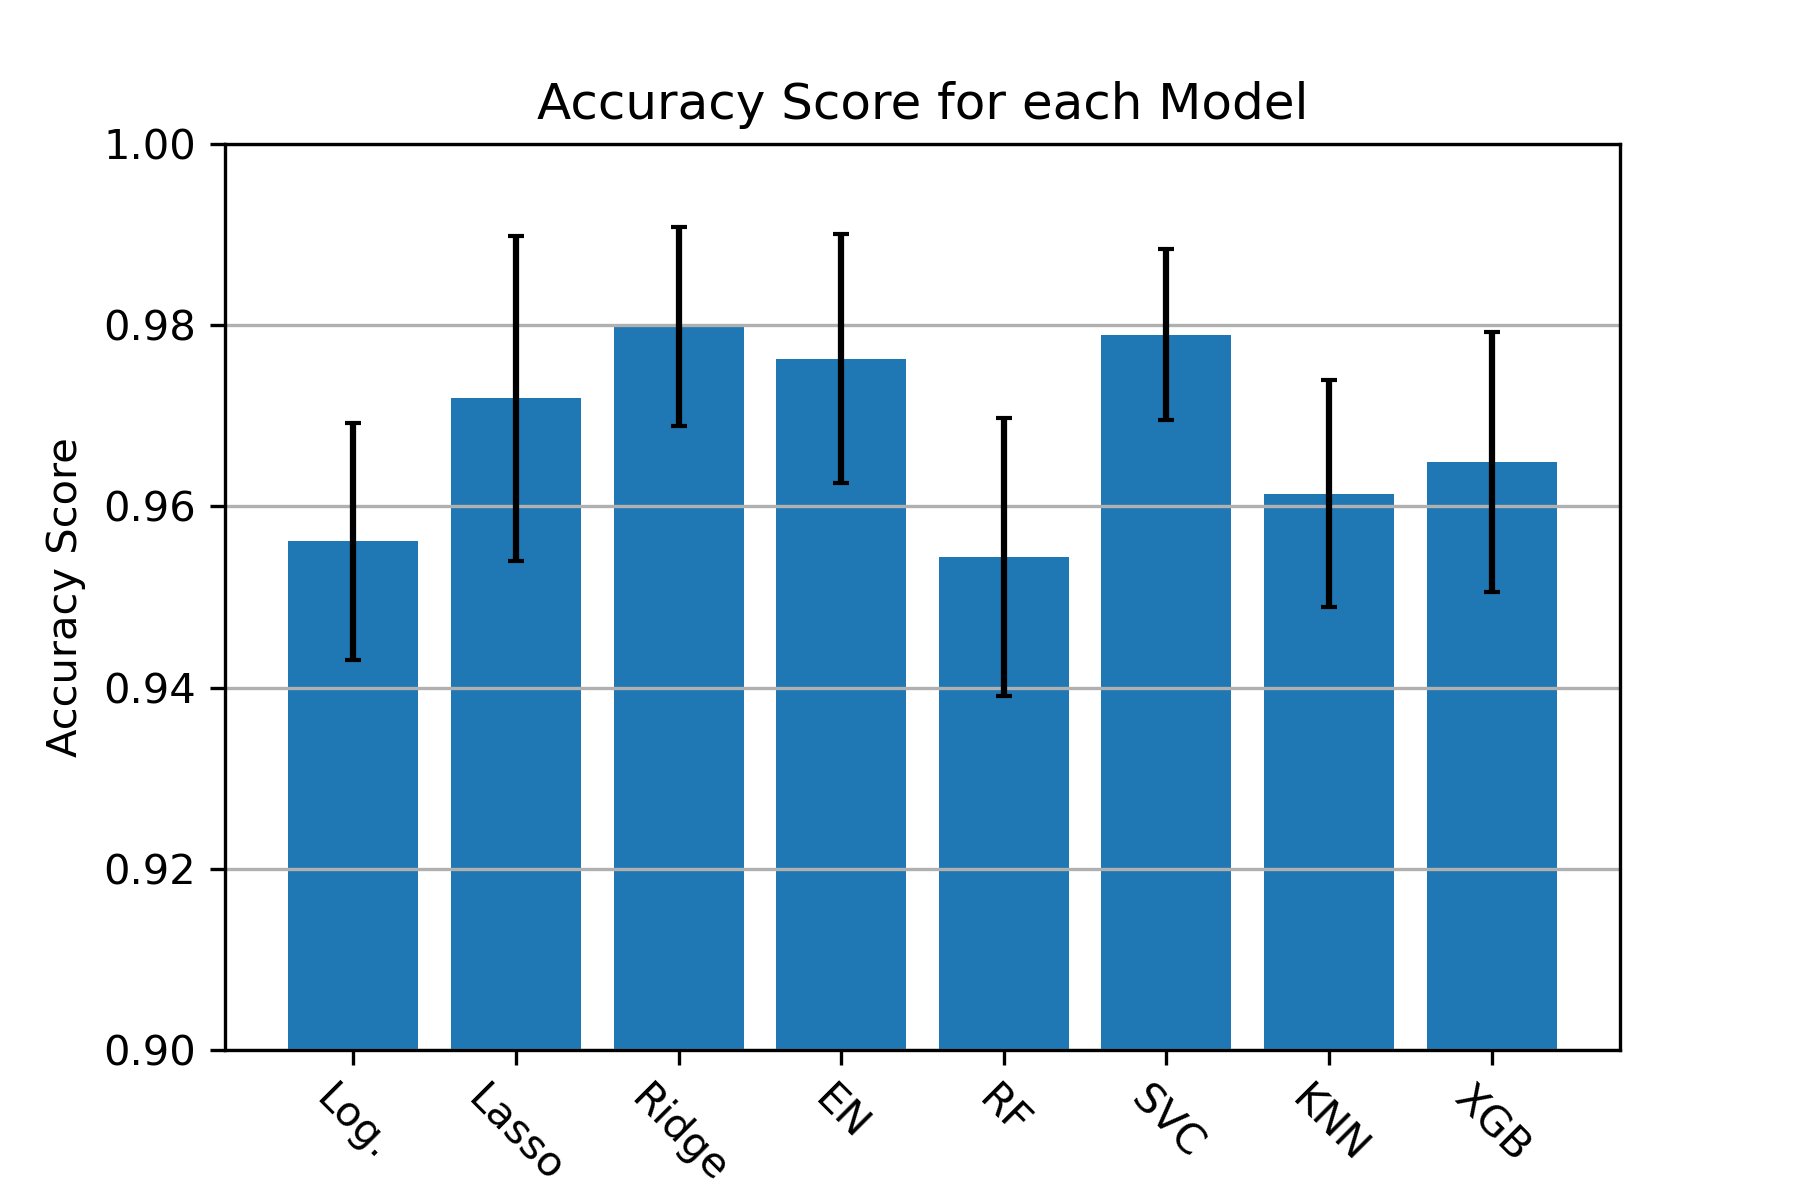 Accuracy Score for each Model
1.00
0.98
0.96
0.94
0.92
0.90
Accuracy Score
Log.
Lasso
Ridge
EN
RF
SVC
KNN
XGB